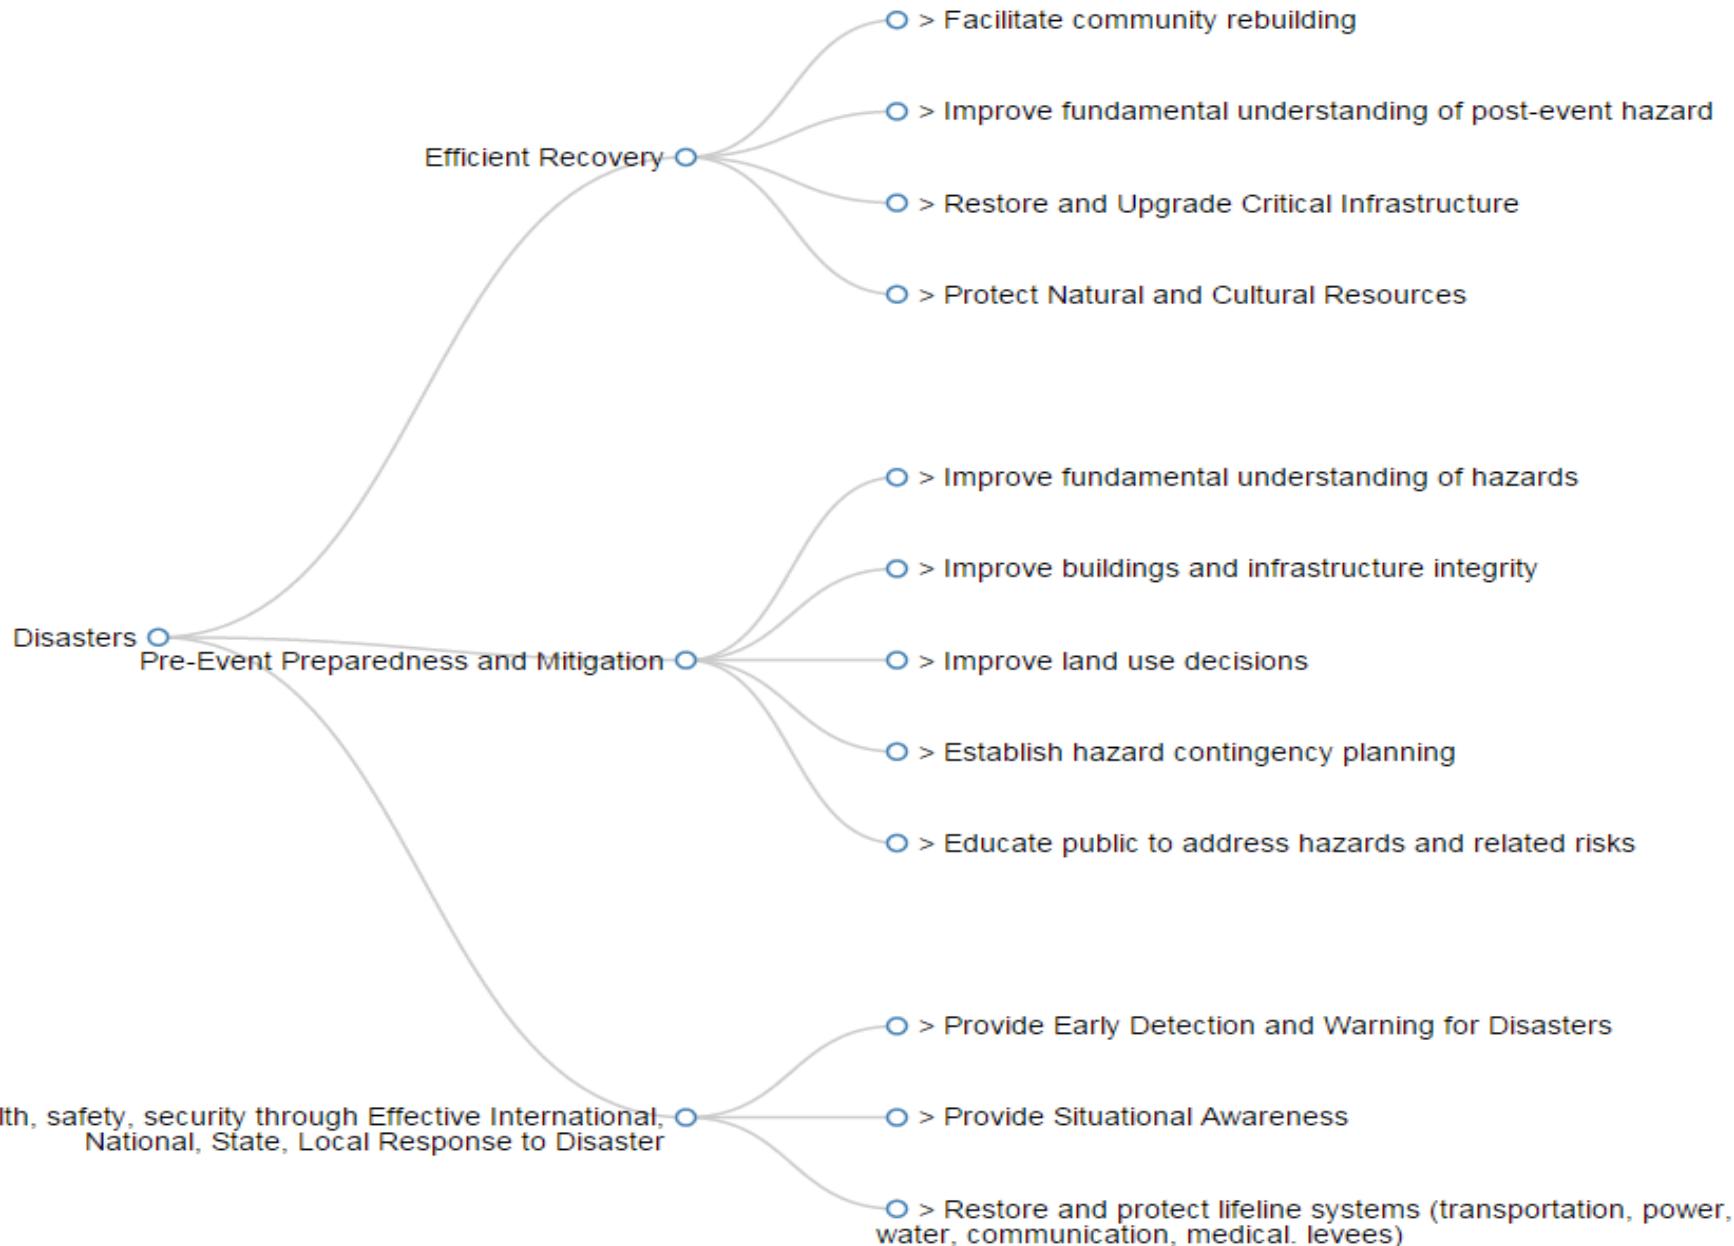 > Facilitate community rebuilding
> Improve fundamental understanding of post-event hazard
Efficient Recovery
> Restore and Upgrade Critical Infrastructure
> Protect Natural and Cultural Resources
> Improve fundamental understanding of hazards
> Improve buildings and infrastructure integrity
Disasters
Pre-Event Preparedness and Mitigation
> Improve land use decisions
> Establish hazard contingency planning
> Educate public to address hazards and related risks
> Provide Early Detection and Warning for Disasters
lth, safety, security through Effective International,
National, State, Local Response to Disaster
> Provide Situational Awareness
> Restore and protect lifeline systems (transportation, power,
water, communication, medical. levees)